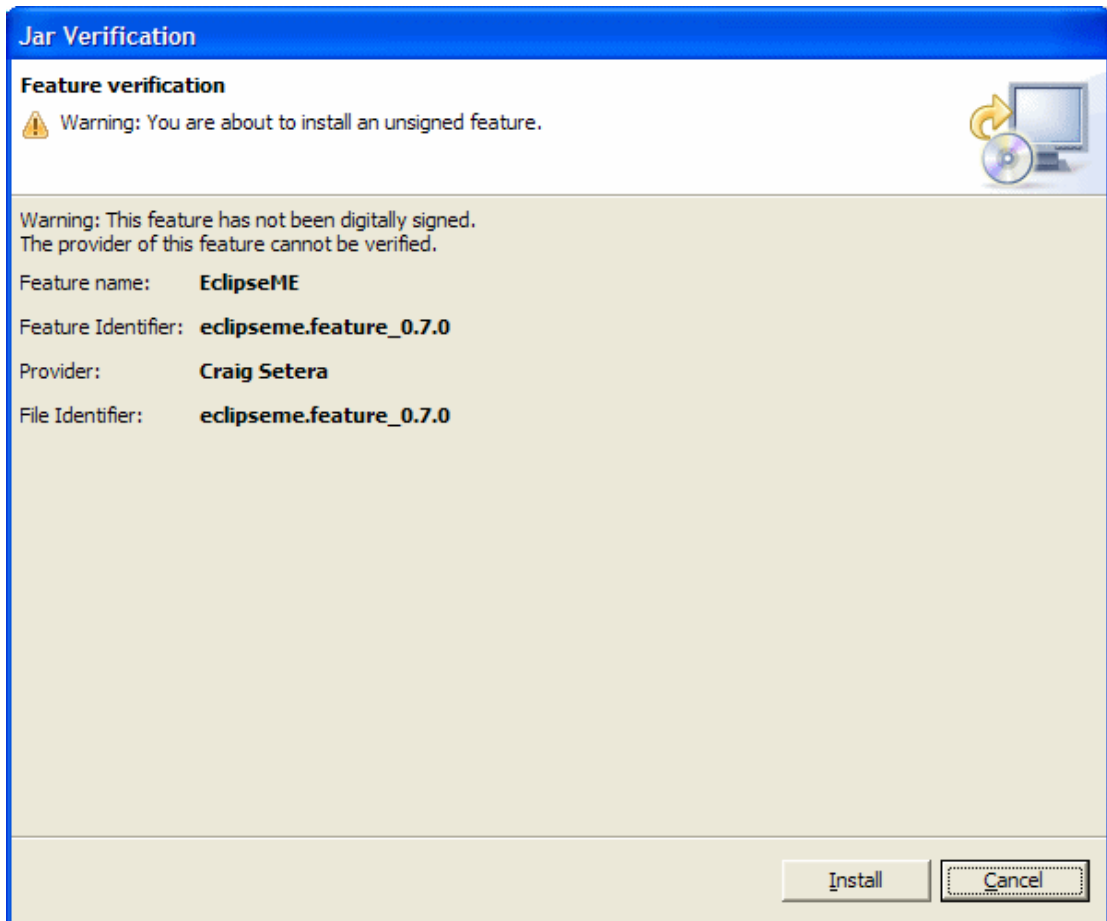 Jar Verification
Feature verification
Warning: You are about to install an unsigned feature.
Warning: This feature has not been digitally signed.
The provider of this feature cannot be verified.
Feature name: EclipseME
Feature Identifier: eclipseme.feature_0.7.0
Provider: Craig Setera
File Identifier: eclipseme.feature_0.7.0
Install Cancel